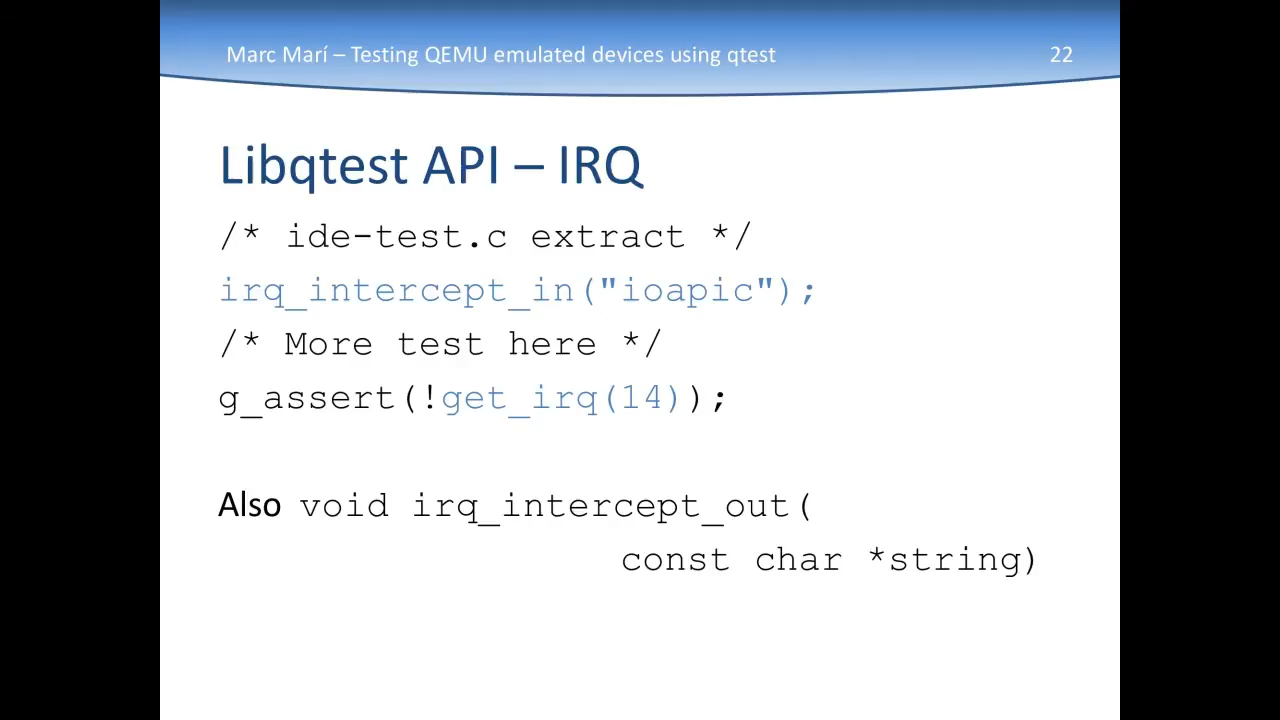 Marc Marí – Testing QEMU emulated devices using qtest 22
Libqtest API – IRQ
/* ide-test.c extract */
irq_intercept_in("ioapic");
/* More test here */
g_assert(!get_irq(14));
Also void irq_intercept_out(
const char *string)